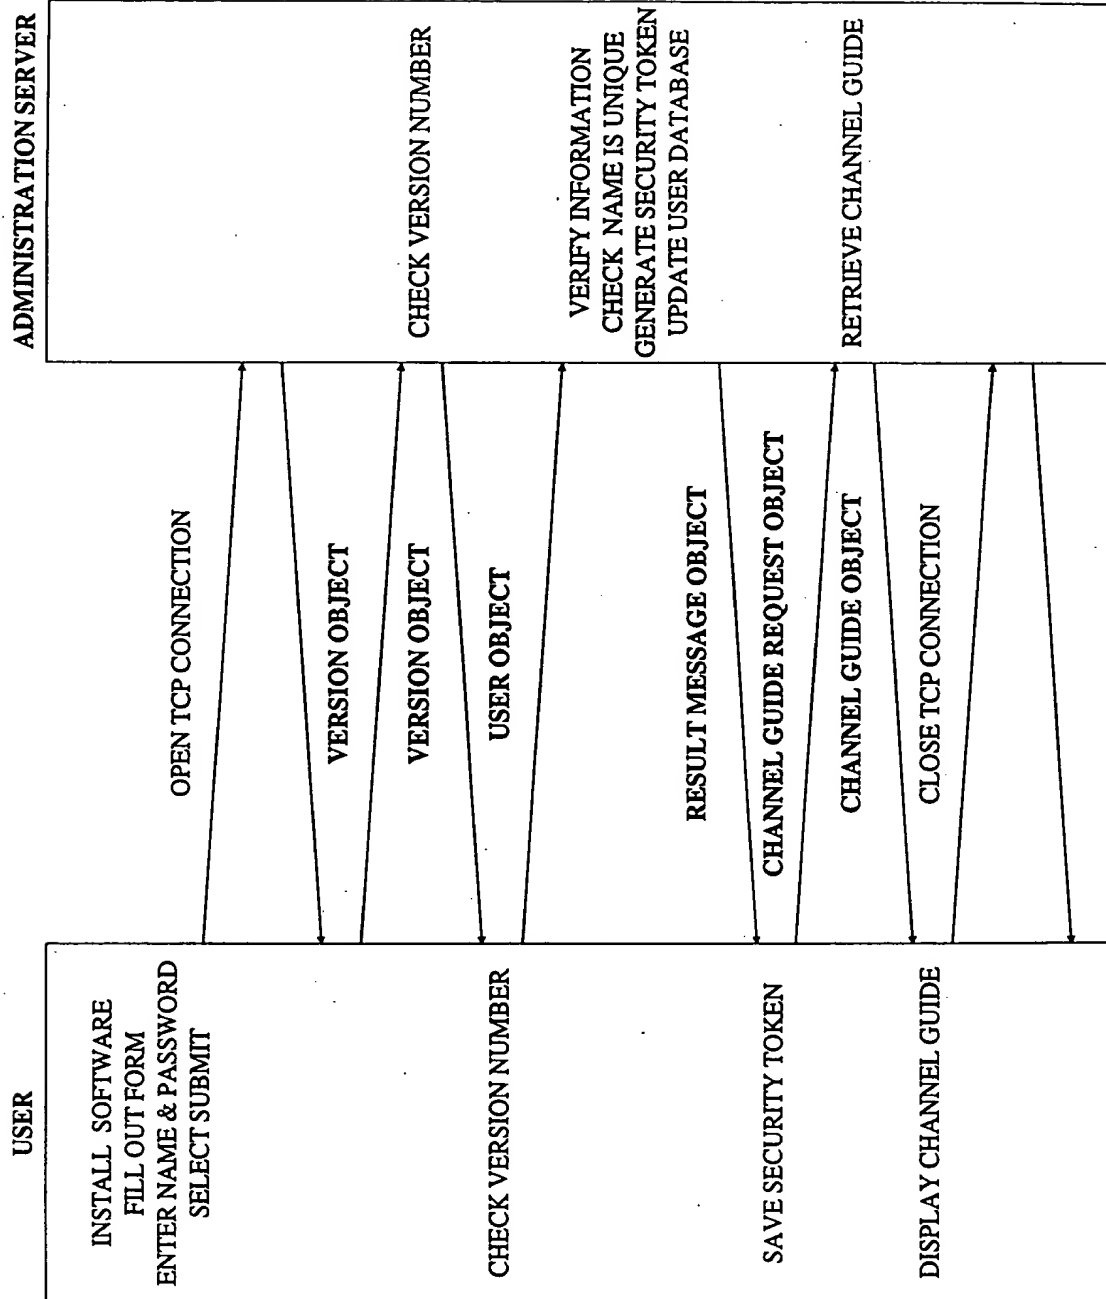 USER
ADMINISTRATION SERVER
INSTALL SOFTWARE
FILL OUT FORM
ENTER NAME & PASSWORD
SELECT SUBMIT
OPEN TCP CONNECTION
VERSION OBJECT
VERSION OBJECT
CHECK VERSION NUMBER
CHECK VERSION NUMBER
USER OBJECT
VERIFY INFORMATION
CHECK NAME IS UNIQUE
GENERATE SECURITY TOKEN
UPDATE USER DATABASE
RESULT MESSAGE OBJECT
SAVE SECURITY TOKEN
CHANNEL GUIDE REQUEST OBJECT
RETRIEVE CHANNEL GUIDE
CHANNEL GUIDE OBJECT
DISPLAY CHANNEL GUIDE
CLOSE TCP CONNECTION